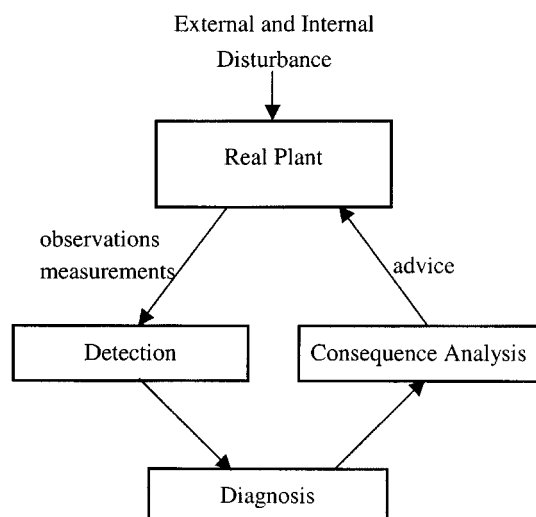 External and Internal
Disturbance
Real Plant
observations
measurements
advice
Detection
Consequence Analysis
Diagnosis